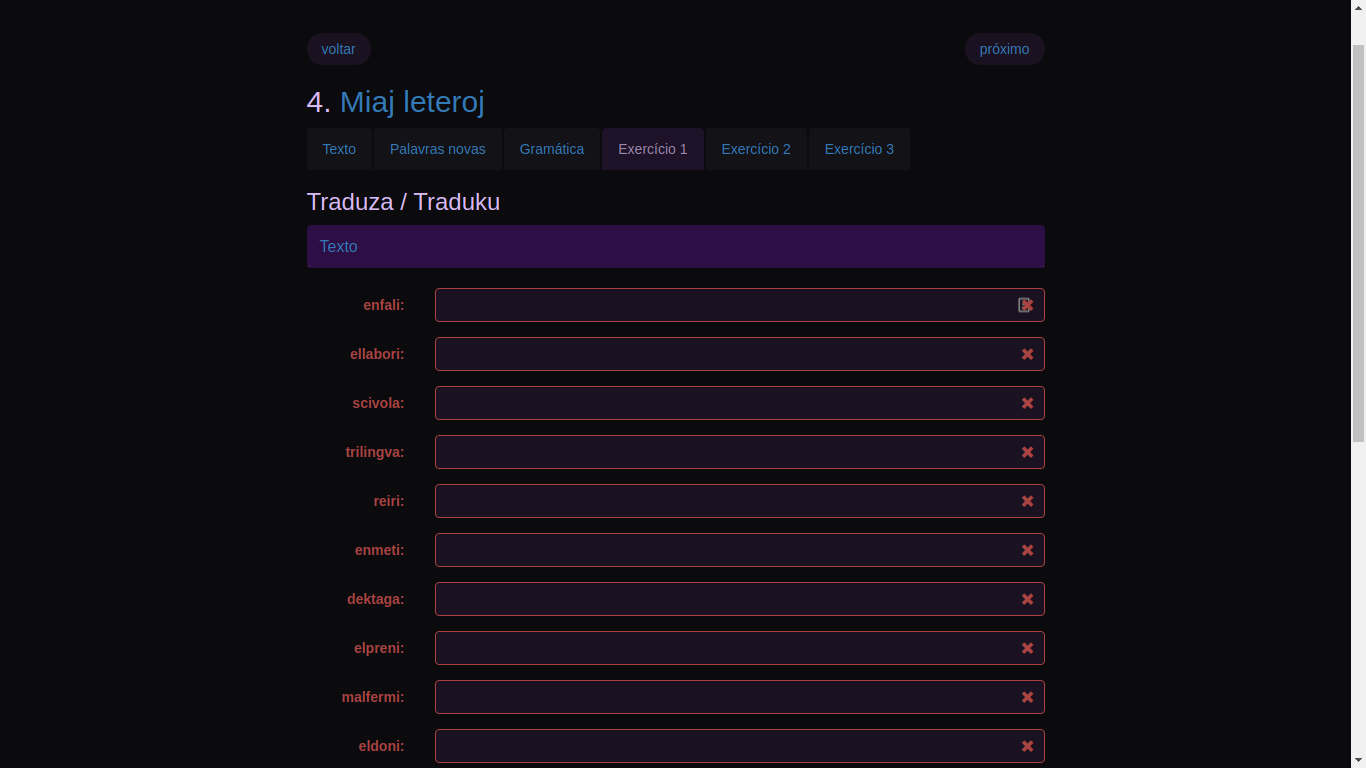 voltar próximo
4. Miaj leteroj
Texto Palavras novas Gramática Exercício 1 Exercício 2 Exercício 3
Traduza / Traduku
Texto
enfali:
ellabori:
scivola:
trilingva:
reiri:
enmeti:
dektaga:
elpreni:
malfermi:
eldoni: